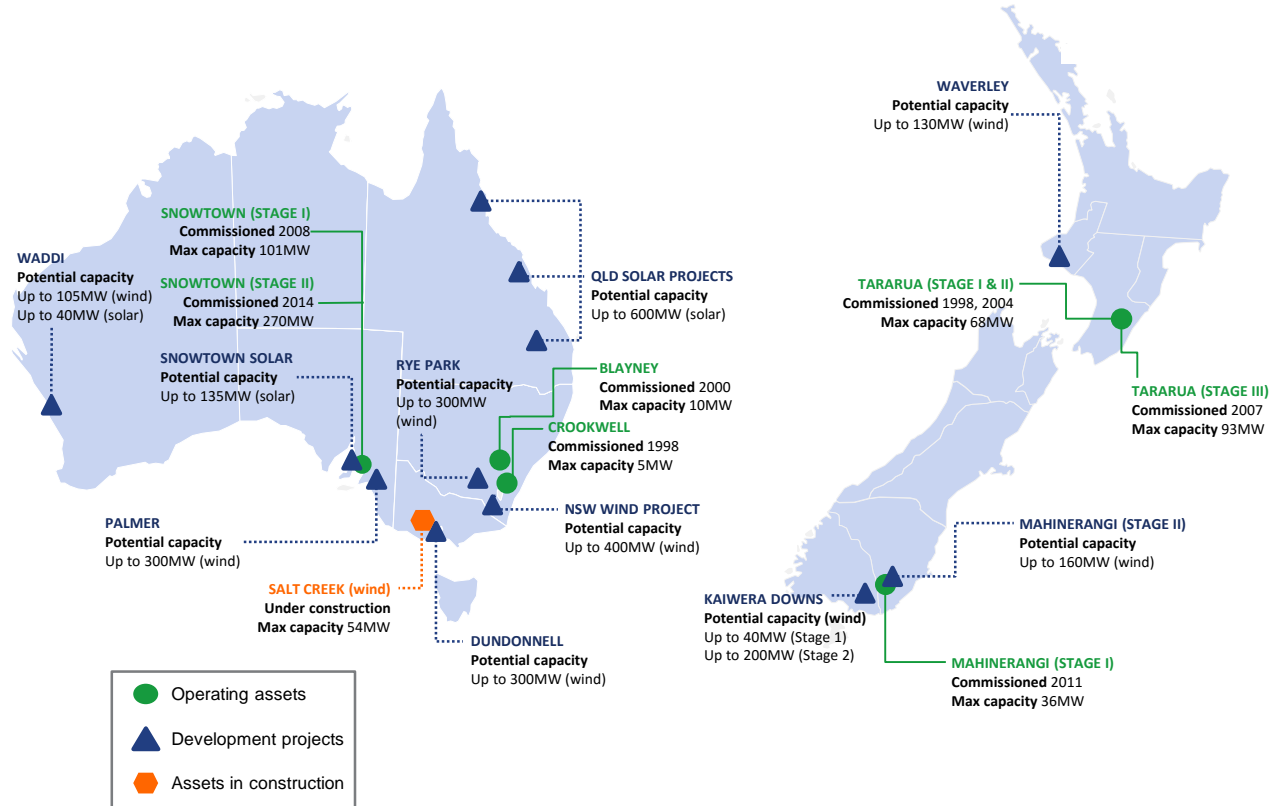 WAVERLEY
Potential capacity
Up to 130MW (wind)
SNOWTOWN (STAGE I)
Commissioned 2008
Max capacity 101MW
WADDI
Potential capacity
Up to 105MW (wind)
Up to 40MW (solar)
SNOWTOWN (STAGE II)
Commissioned 2014
Max capacity 270MW
QLD SOLAR PROJECTS
Potential capacity
Up to 600MW (solar)
TARARUA (STAGE I & II)
Commissioned 1998, 2004
Max capacity 68MW
SNOWTOWN SOLAR
Potential capacity
Up to 135MW (solar)
RYE PARK
Potential capacity
Up to 300MW
(wind)
BLAYNEY
Commissioned 2000
Max capacity 10MW
TARARUA (STAGE III)
Commissioned 2007
Max capacity 93MW
CROOKWELL
Commissioned 1998
Max capacity 5MW
PALMER
Potential capacity
Up to 300MW (wind)
NSW WIND PROJECT
Potential capacity
Up to 400MW (wind)
MAHINERANGI (STAGE II)
Potential capacity
Up to 160MW (wind)
SALT CREEK (wind)
Under construction
Max capacity 54MW
KAIWERA DOWNS
Potential capacity (wind)
Up to 40MW (Stage 1)
Up to 200MW (Stage 2)
DUNDONNELL
Potential capacity
Up to 300MW (wind)
MAHINERANGI (STAGE I)
Commissioned 2011
Max capacity 36MW
Operating assets
Development projects
Assets in construction